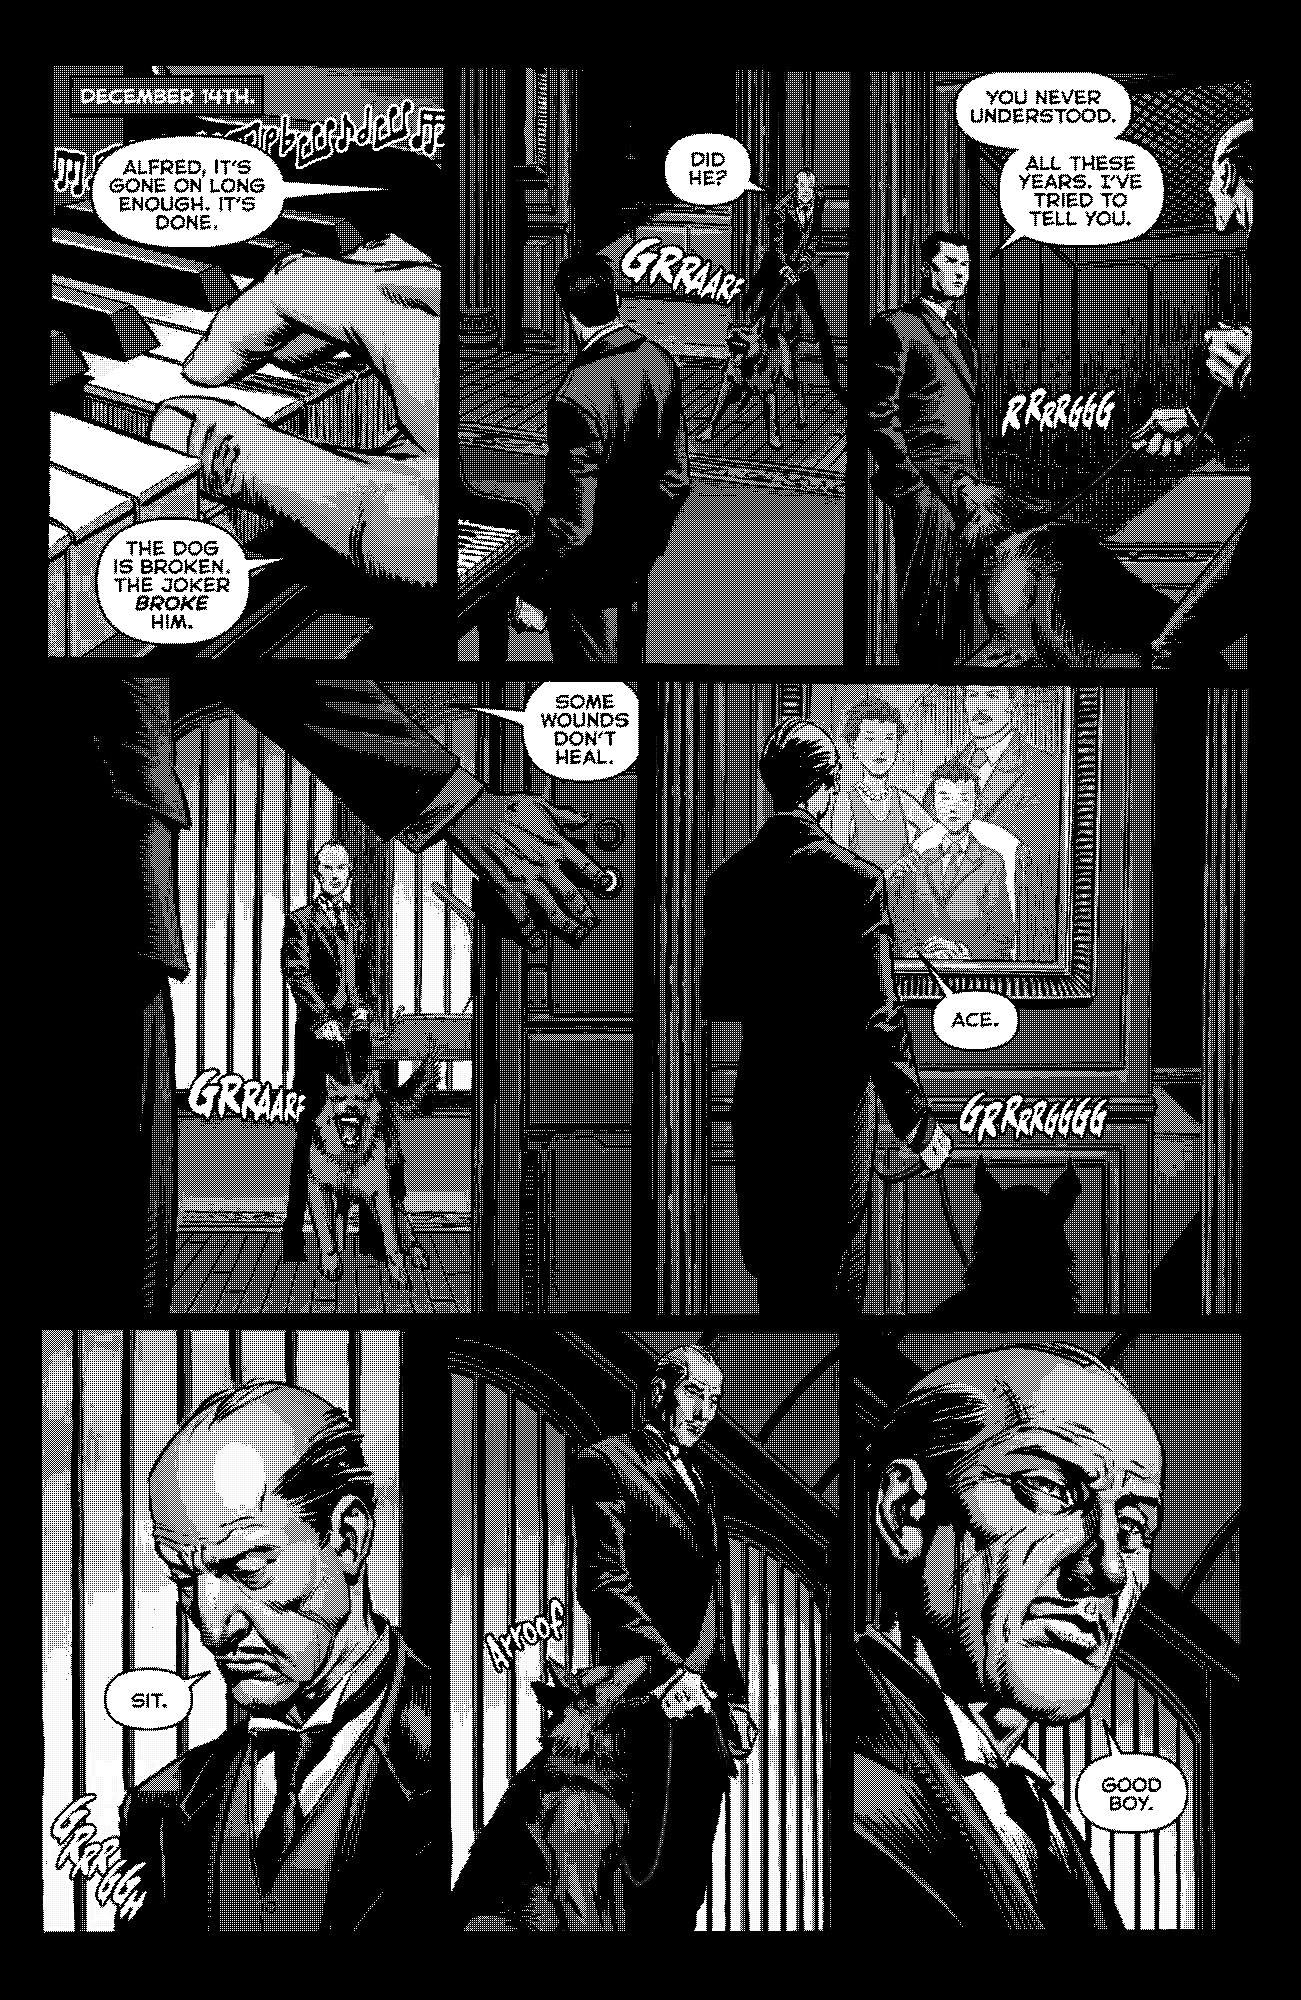 DECEMBER 14TH.
ALFRED, IT'S
GONE ON LONG
ENOUGH. IT'S
DONE.
THE DOG
IS BROKEN.
THE JOKER
BROKE
HIM.
DID
HE?
GRRAARF
YOU NEVER
UNDERSTOOD.
ALL THESE
YEARS. I'VE
TRIED TO
TELL YOU.
RRRRGGG
SOME
WOUNDS
DON'T
HEAL.
GRRAARF
ACE.
GRRRRGGGG
SIT.
GRRRRGGH
Arroof
GOOD
BOY.